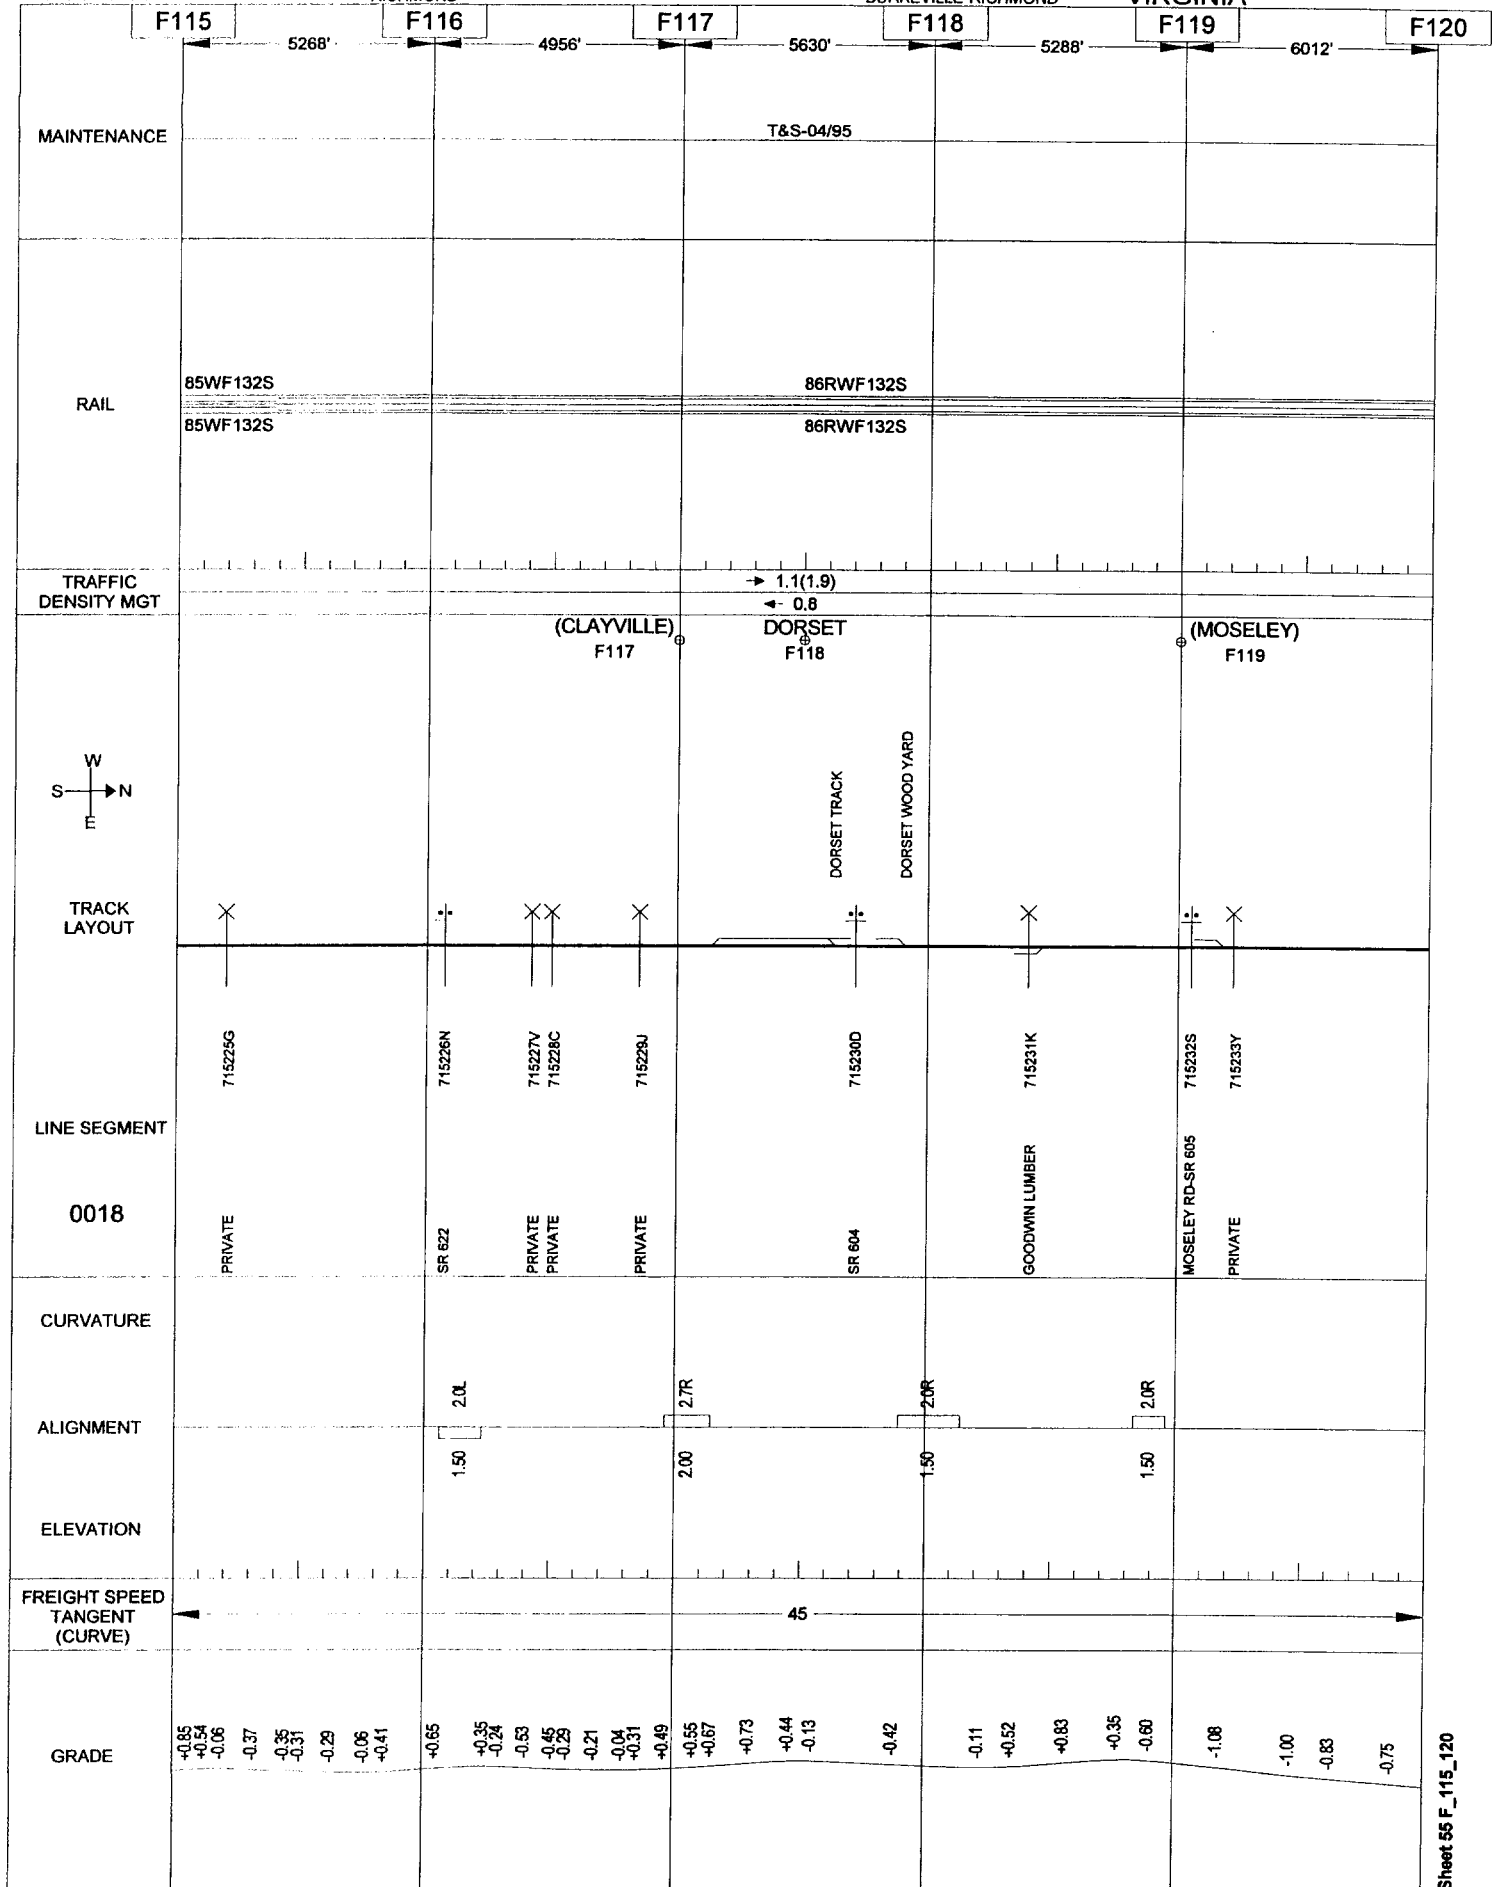 RICHMOND BURKEVILLE-RICHMOND VIRGINIA
F115 F116 F117 F118 F119 F120
5268' 4956' 5630' 5288' 6012'
MAINTENANCE
T&S-04/95
85WF132S 86RWF132S
RAIL
85WF132S 86RWF132S
TRAFFIC
DENSITY MGT
1.1(1.9)
0.8
(CLAYVILLE) DORSET (MOSELEY)
F117 F118 F119
W
S N
E
DORSET TRACK
DORSET WOOD YARD
TRACK
LAYOUT
715225G
715226N
715227V
715228C
715229J
715230D
715231K
715232S
715233Y
LINE SEGMENT
0018
PRIVATE
SR 622
PRIVATE
PRIVATE
PRIVATE
SR 604
GOODWIN LUMBER
MOSELEY RD-SR 605
PRIVATE
CURVATURE
2.0L 2.7R 2.0R 2.0R
ALIGNMENT
1.50 2.00 1.50 1.50
ELEVATION
FREIGHT SPEED
TANGENT
(CURVE)
45
GRADE
+0.85
+0.54
-0.06
-0.37
-0.35
-0.31
-0.29
-0.06
+0.41
+0.65
+0.35
-0.24
-0.53
-0.45
-0.29
-0.21
-0.04
+0.31
+0.49
+0.55
+0.67
+0.73
+0.44
-0.13
-0.42
-0.11
+0.52
+0.83
+0.35
-0.60
-1.08
-1.00
-0.83
-0.75
Sheet 55 F_115_120